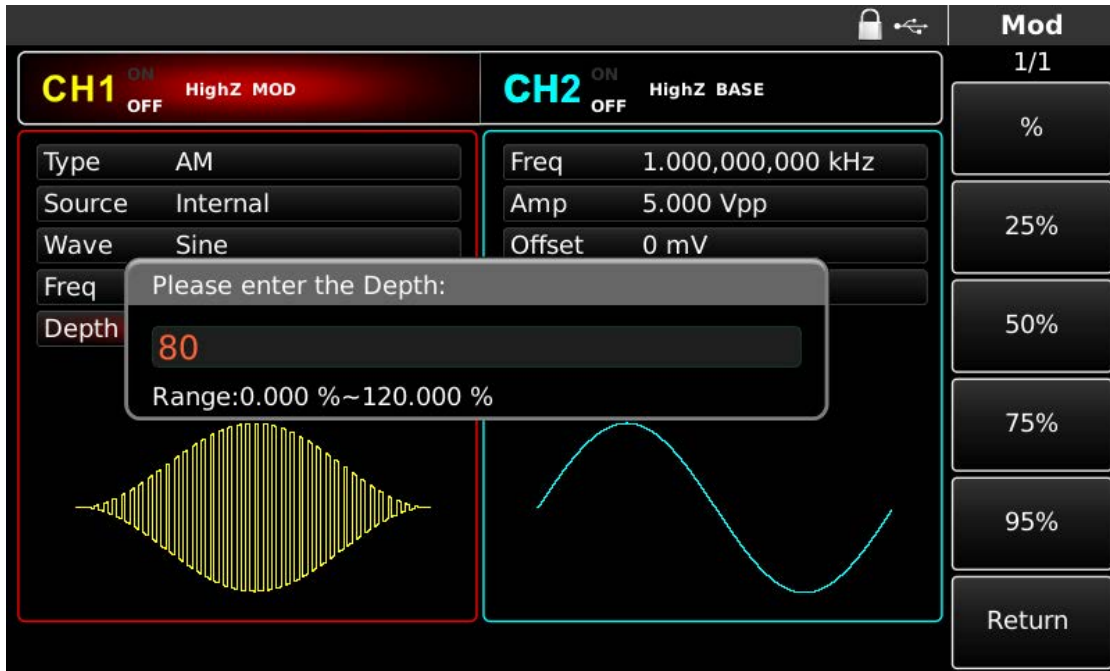 Mod
1/1
CH1 ON OFF HighZ MOD
CH2 ON OFF HighZ BASE
Type AM
Source Internal
Wave Sine
Freq
Depth
Freq 1.000,000,000 kHz
Amp 5.000 Vpp
Offset 0 mV
Please enter the Depth:
80
Range:0.000 %~120.000 %
%
25%
50%
75%
95%
Return